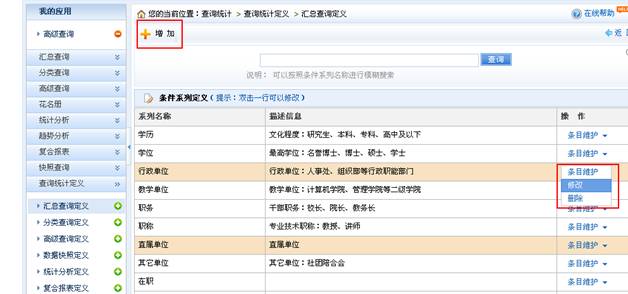 我的应用
高级查询
汇总查询
分类查询
高级查询
花名册
统计分析
趋势分析
复合报表
快照查询
查询统计定义
汇总查询定义
分类查询定义
高级查询定义
数据快照定义
统计分析定义
复合报表定义
您的当前位置：查询统计 > 查询统计定义 > 汇总查询定义
在线帮助
增加
返
查询
说明： 可以按照条件系列名称进行模糊搜索
条件系列定义（提示：双击一行可以修改）
系列名称 描述信息 操 作
学历 文化程度：研究生、本科、专科、高中及以下 条目维护
学位 最高学位：名誉博士、博士、硕士、学士 条目维护
行政单位 行政单位：人事处、组织部等行政职能部门 条目维护
修改
删除
教学单位 教学单位：计算机学院、管理学院等二级学院
职务 干部职务：校长、院长、教务长
职称 专业技术职称：教授、讲师 条目维护
直属单位 直属单位 条目维护
其它单位 其它单位：社团陪合会 条目维护
在职 条目维护